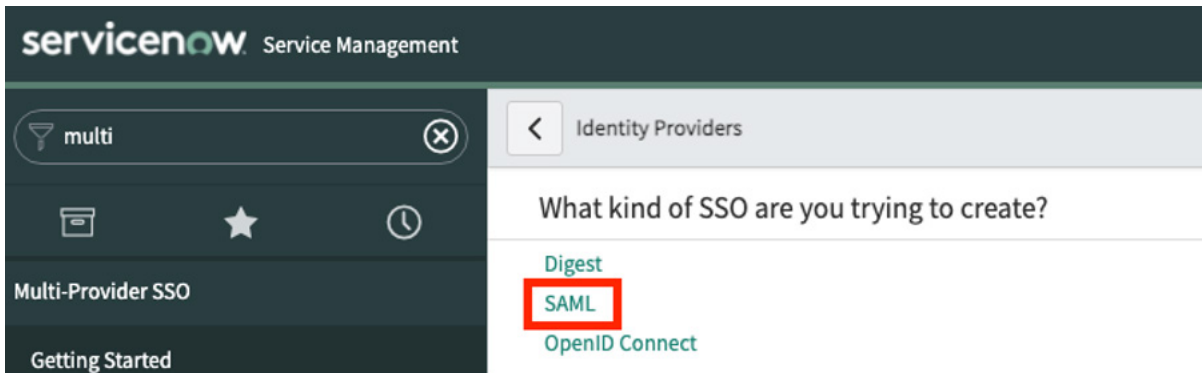 servicenow Service Management
multi
Identity Providers
What kind of SSO are you trying to create?
Digest
SAML
OpenID Connect
Multi-Provider SSO
Getting Started